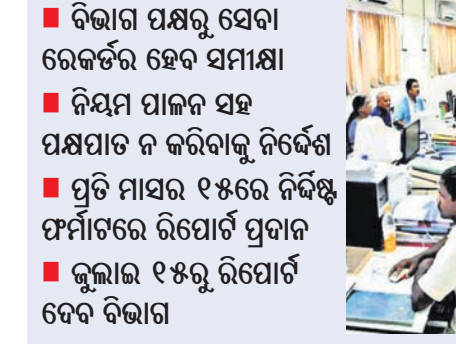 ■ ବିଭାଗ ପକ୍ଷରୁ ସେବା
ରେକର୍ଡର ହେବ ସମୀକ୍ଷା
■ ନିୟମ ପାଳନ ସହ
ପକ୍ଷପାତ ନ କରିବାକୁ ନିର୍ଦ୍ଦେଶ
■ ପ୍ରତି ମାସର ୧୫ରେ ନିର୍ଦ୍ଦିଷ୍ଟ
ଫର୍ମାଟରେ ରିପୋର୍ଟ ପ୍ରଦାନ
■ ଜୁଲାଇ ୧୫ରୁ ରିପୋର୍ଟ
ଦେବ ବିଭାଗ